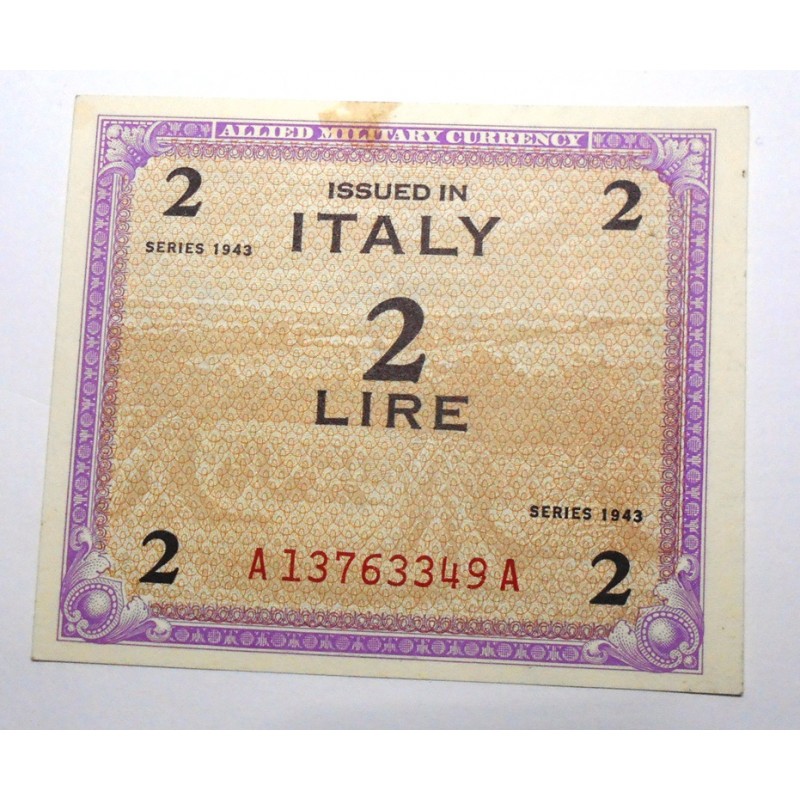 ALLIED MILITARY CURRENCY
2 ISSUED IN 2
ITALY
SERIES 1943
2
LIRE
SERIES 1943
2 A13763349A 2